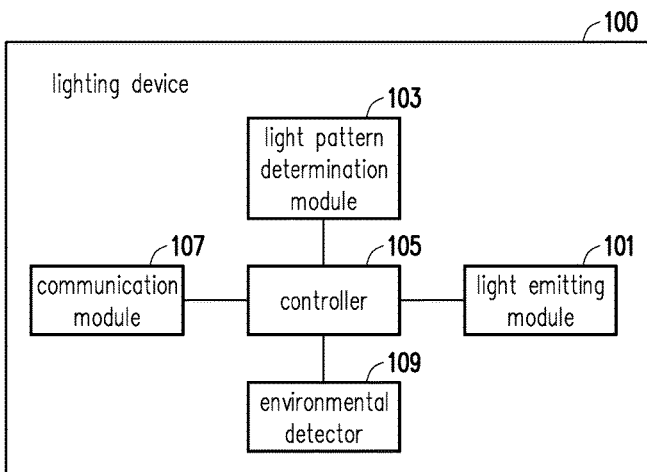 100
lighting device
103
light pattern
determination
module
107
communication
module
105
controller
101
light emitting
module
109
environmental
detector